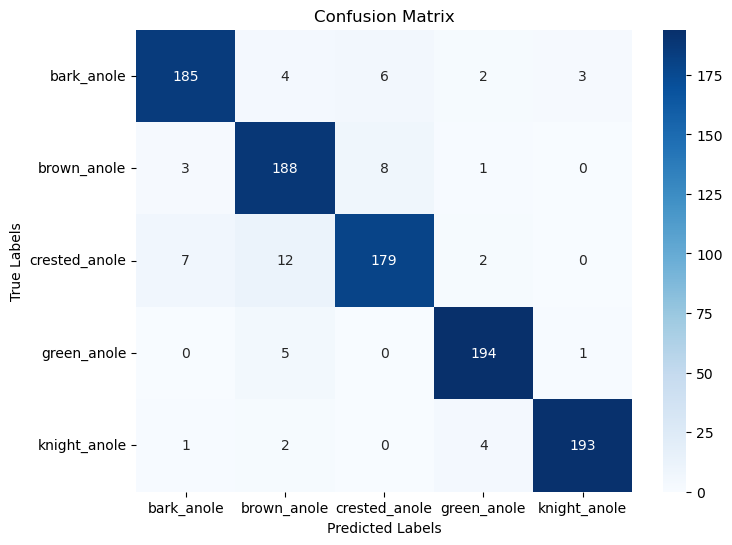 Confusion Matrix
True Labels
bark_anole 185 4 6 2 3
brown_anole 3 188 8 1 0
crested_anole 7 12 179 2 0
green_anole 0 5 0 194 1
knight_anole 1 2 0 4 193
bark_anole brown_anole crested_anole green_anole knight_anole
Predicted Labels
175
150
125
100
75
50
25
0